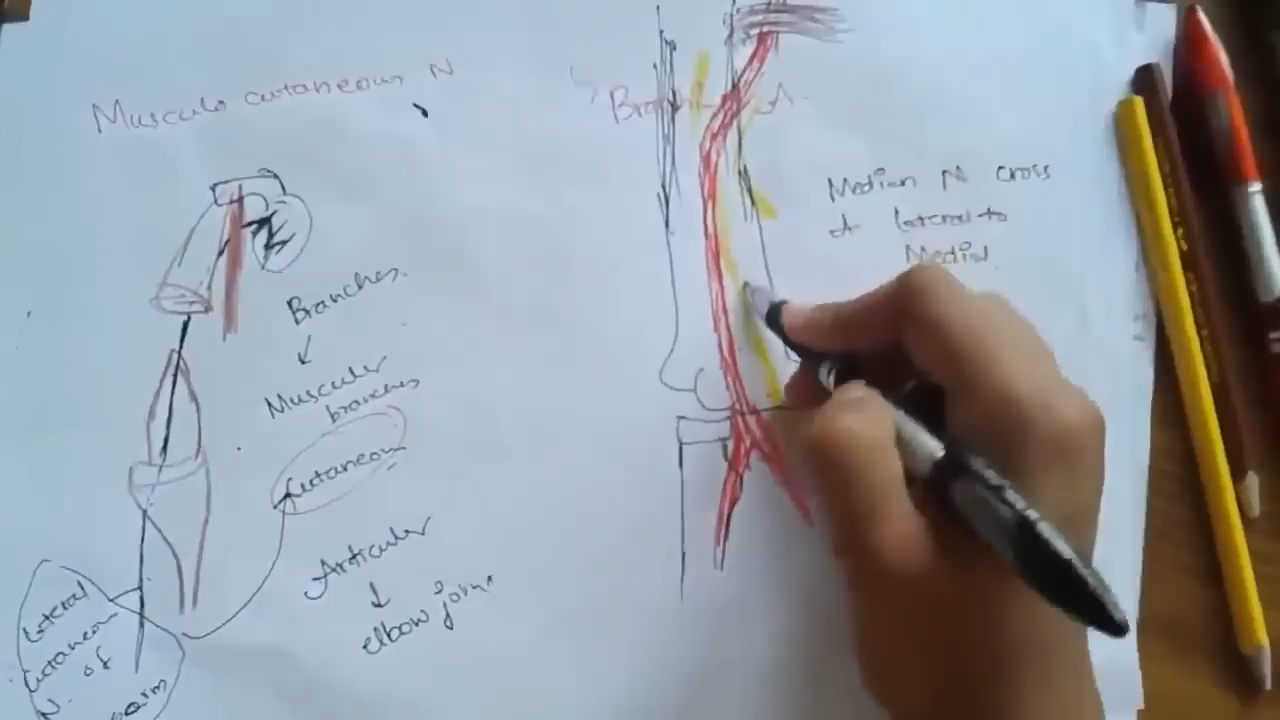 Musculo cutaneous N
Branches.
Muscular
branches
Cutaneous
Articular
elbow joint
Lateral
Cutaneous
N. of
Median N cross
A lateral to
Medial